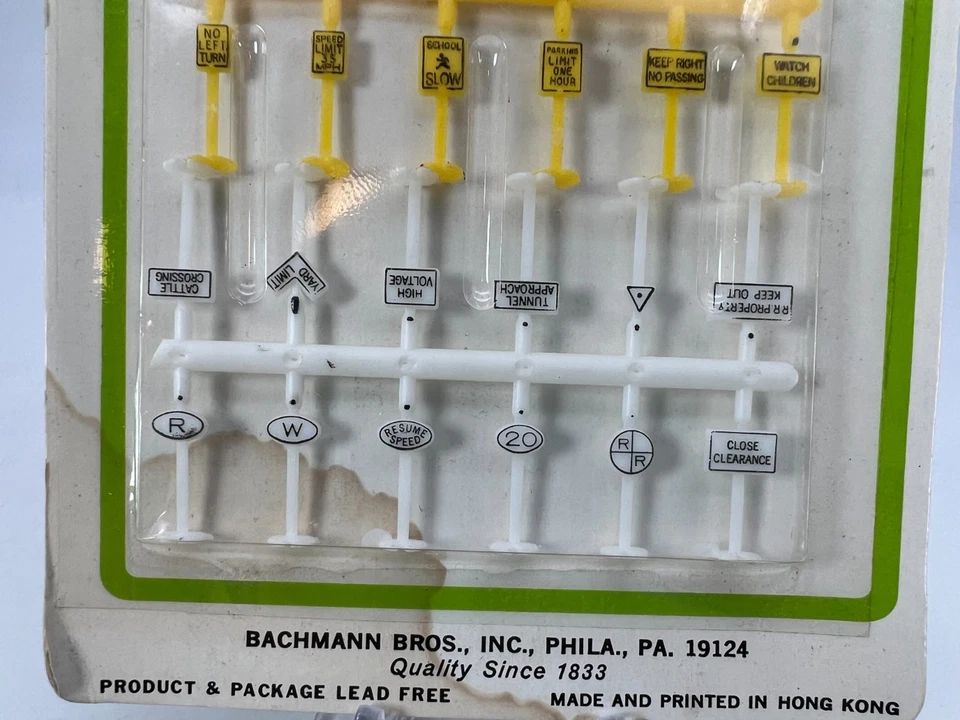 NO
LEFT
TURN
SPEED
LIMIT
35
MPH
SCHOOL
SLOW
PARKING
LIMIT
ONE
HOUR
KEEP RIGHT
NO PASSING
WATCH
CHILDREN
CATTLE
CROSSING
YARD LIMIT
HIGH
VOLTAGE
TUNNEL
APPROACH
R.R. PROPERTY
KEEP OUT
R
W
RESUME
SPEED
20
R
R
CLOSE
CLEARANCE
BACHMANN BROS., INC., PHILA., PA. 19124
Quality Since 1833
PRODUCT & PACKAGE LEAD FREE
MADE AND PRINTED IN HONG KONG